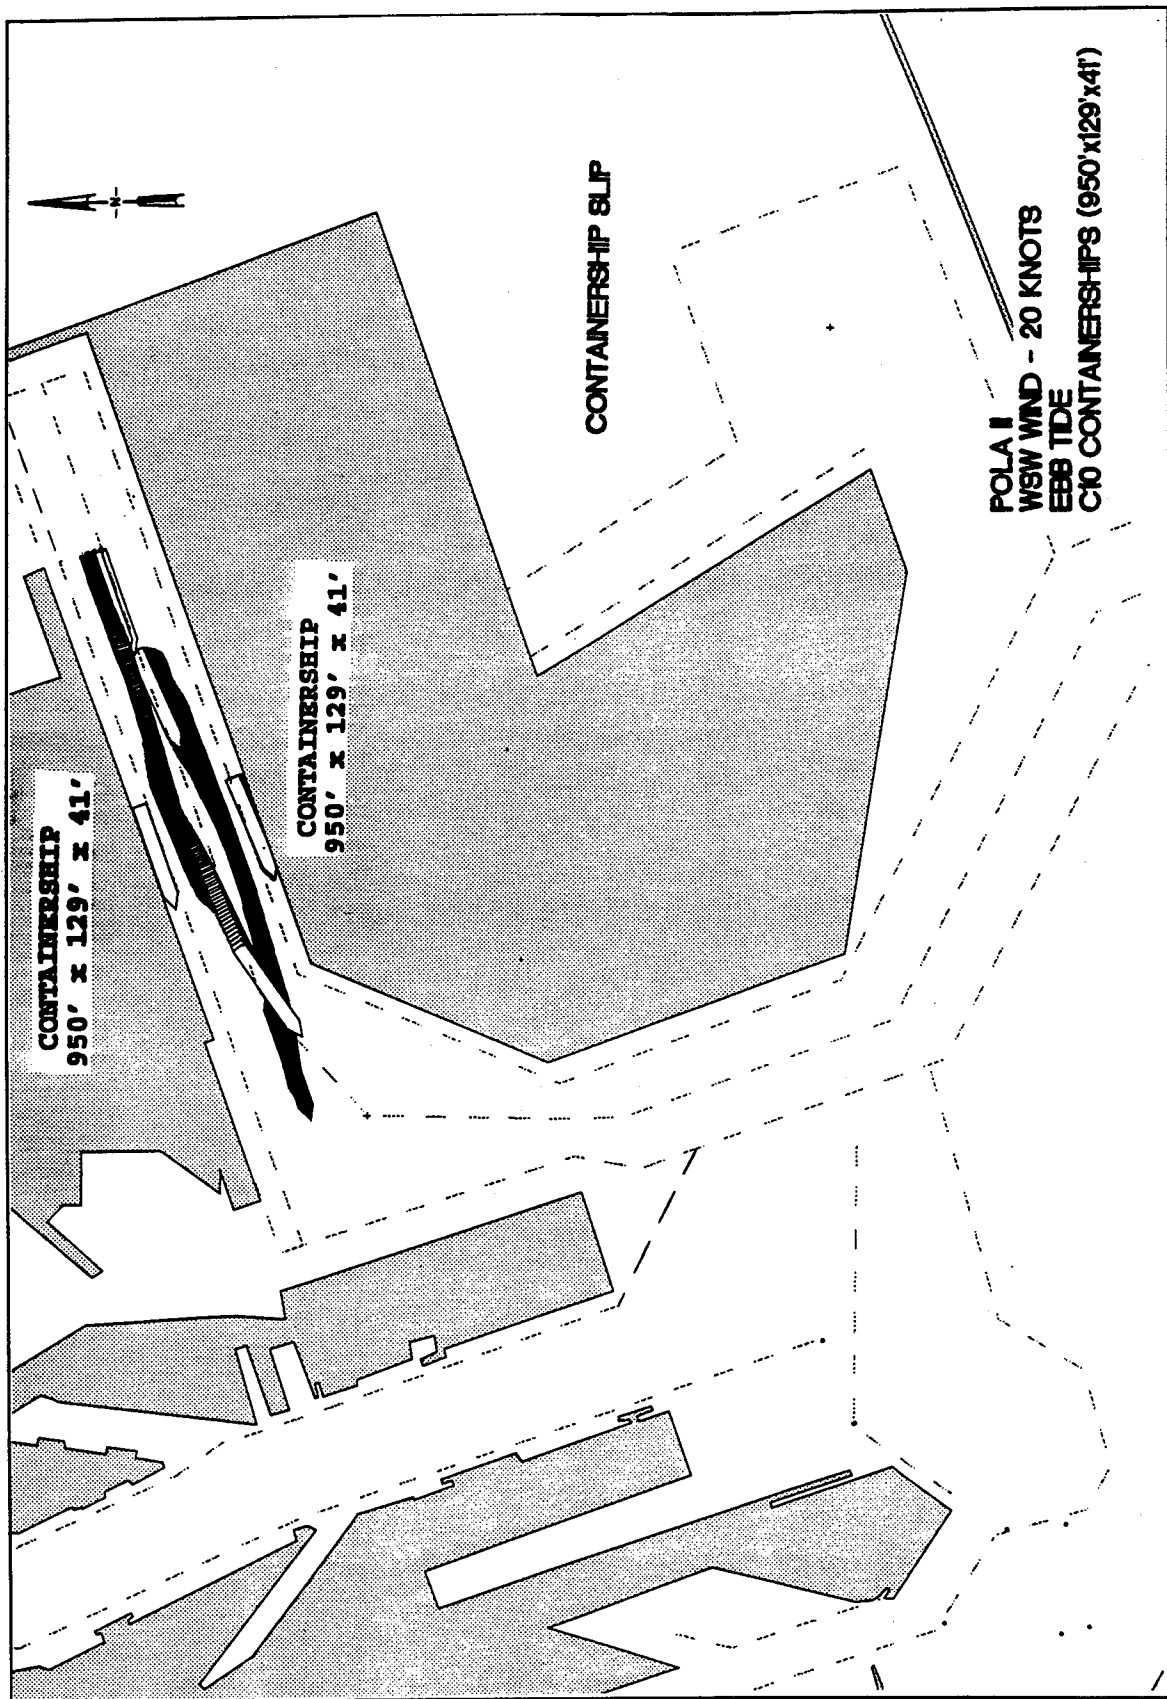 CONTAINERSHIP
950' x 129' x 41'
CONTAINERSHIP
950' x 129' x 41'
N
CONTAINERSHIP SLIP
POLA II
WSW WIND - 20 KNOTS
EBB TIDE
C10 CONTAINERSHIPS (950'x129'x41')